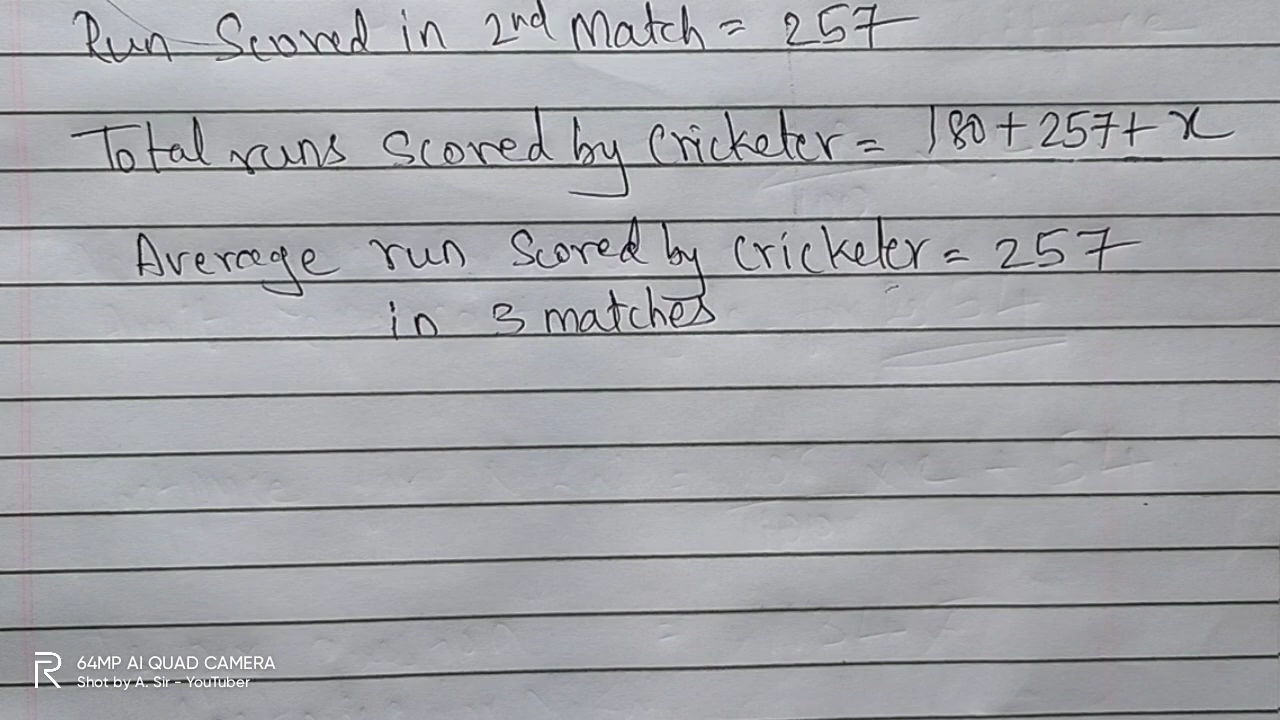 Run Scored in 2nd Match = 257
Total runs scored by Cricketer = 180 + 257 + x
Average run Scored by Cricketer = 257
in 3 matches
64MP AI QUAD CAMERA
Shot by A. Sir - YouTuber